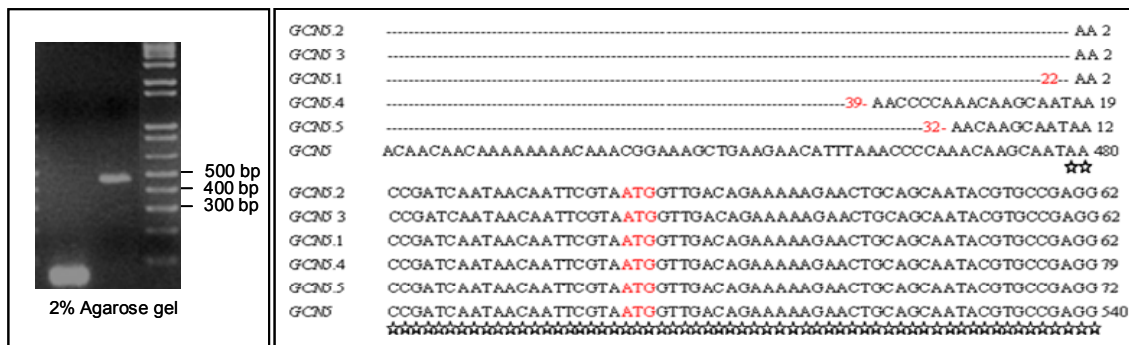 500 bp
400 bp
300 bp
2% Agarose gel
GCN5.2 ---------------------------------------------------------- AA 2
GCN5 3 ---------------------------------------------------------- AA 2
GCN5.1 -------------------------------------------------------22-- AA 2
GCN5.4 ---------------------------------------39- AACCCCAAACAAGCAATAA 19
GCN5.5 ----------------------------------------------32- AACAAGCAATAA 12
GCN5 ACAACAACAAAAAAAACAAACGGAAAGCTGAAGAACATTTAAACCCCAAACAAGCAATAA 480
☆☆
GCN5.2 CCGATCAATAACAATTCGTAATGGTTGACAGAAAAAGAACTGCAGCAATACGTGCCGAGG 62
GCN5 3 CCGATCAATAACAATTCGTAATGGTTGACAGAAAAAGAACTGCAGCAATACGTGCCGAGG 62
GCN5.1 CCGATCAATAACAATTCGTAATGGTTGACAGAAAAAGAACTGCAGCAATACGTGCCGAGG 62
GCN5.4 CCGATCAATAACAATTCGTAATGGTTGACAGAAAAAGAACTGCAGCAATACGTGCCGAGG 79
GCN5.5 CCGATCAATAACAATTCGTAATGGTTGACAGAAAAAGAACTGCAGCAATACGTGCCGAGG 72
GCN5 CCGATCAATAACAATTCGTAATGGTTGACAGAAAAAGAACTGCAGCAATACGTGCCGAGG 540
☆☆☆☆☆☆☆☆☆☆☆☆☆☆☆☆☆☆☆☆☆☆☆☆☆☆☆☆☆☆☆☆☆☆☆☆☆☆☆☆☆☆☆☆☆☆☆☆☆☆☆☆☆☆☆☆☆☆☆☆